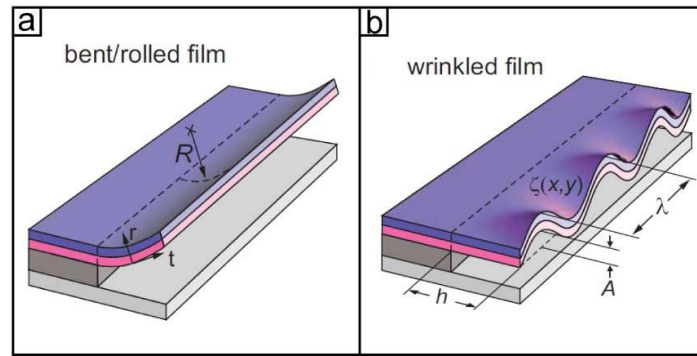 a
bent/rolled film
R
r
t
b
wrinkled film
ζ(x,y)
λ
h
A